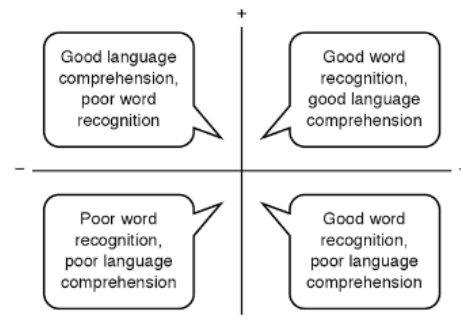 +
Good language
comprehension,
poor word
recognition
Good word
recognition,
good language
comprehension
–
Poor word
recognition,
poor language
comprehension
Good word
recognition,
poor language
comprehension